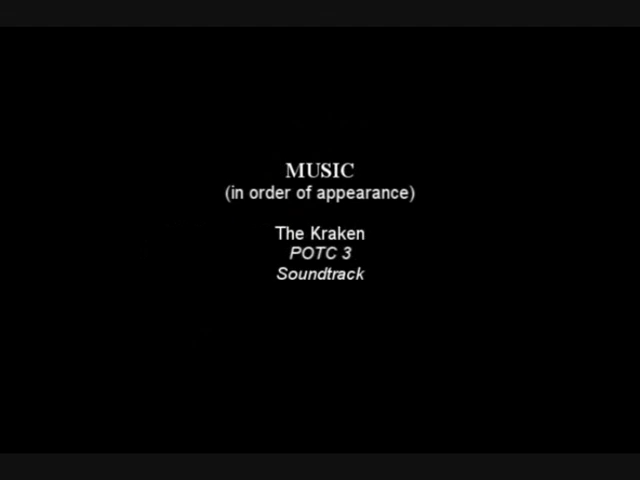 MUSIC
(in order of appearance)
The Kraken
POTC 3
Soundtrack